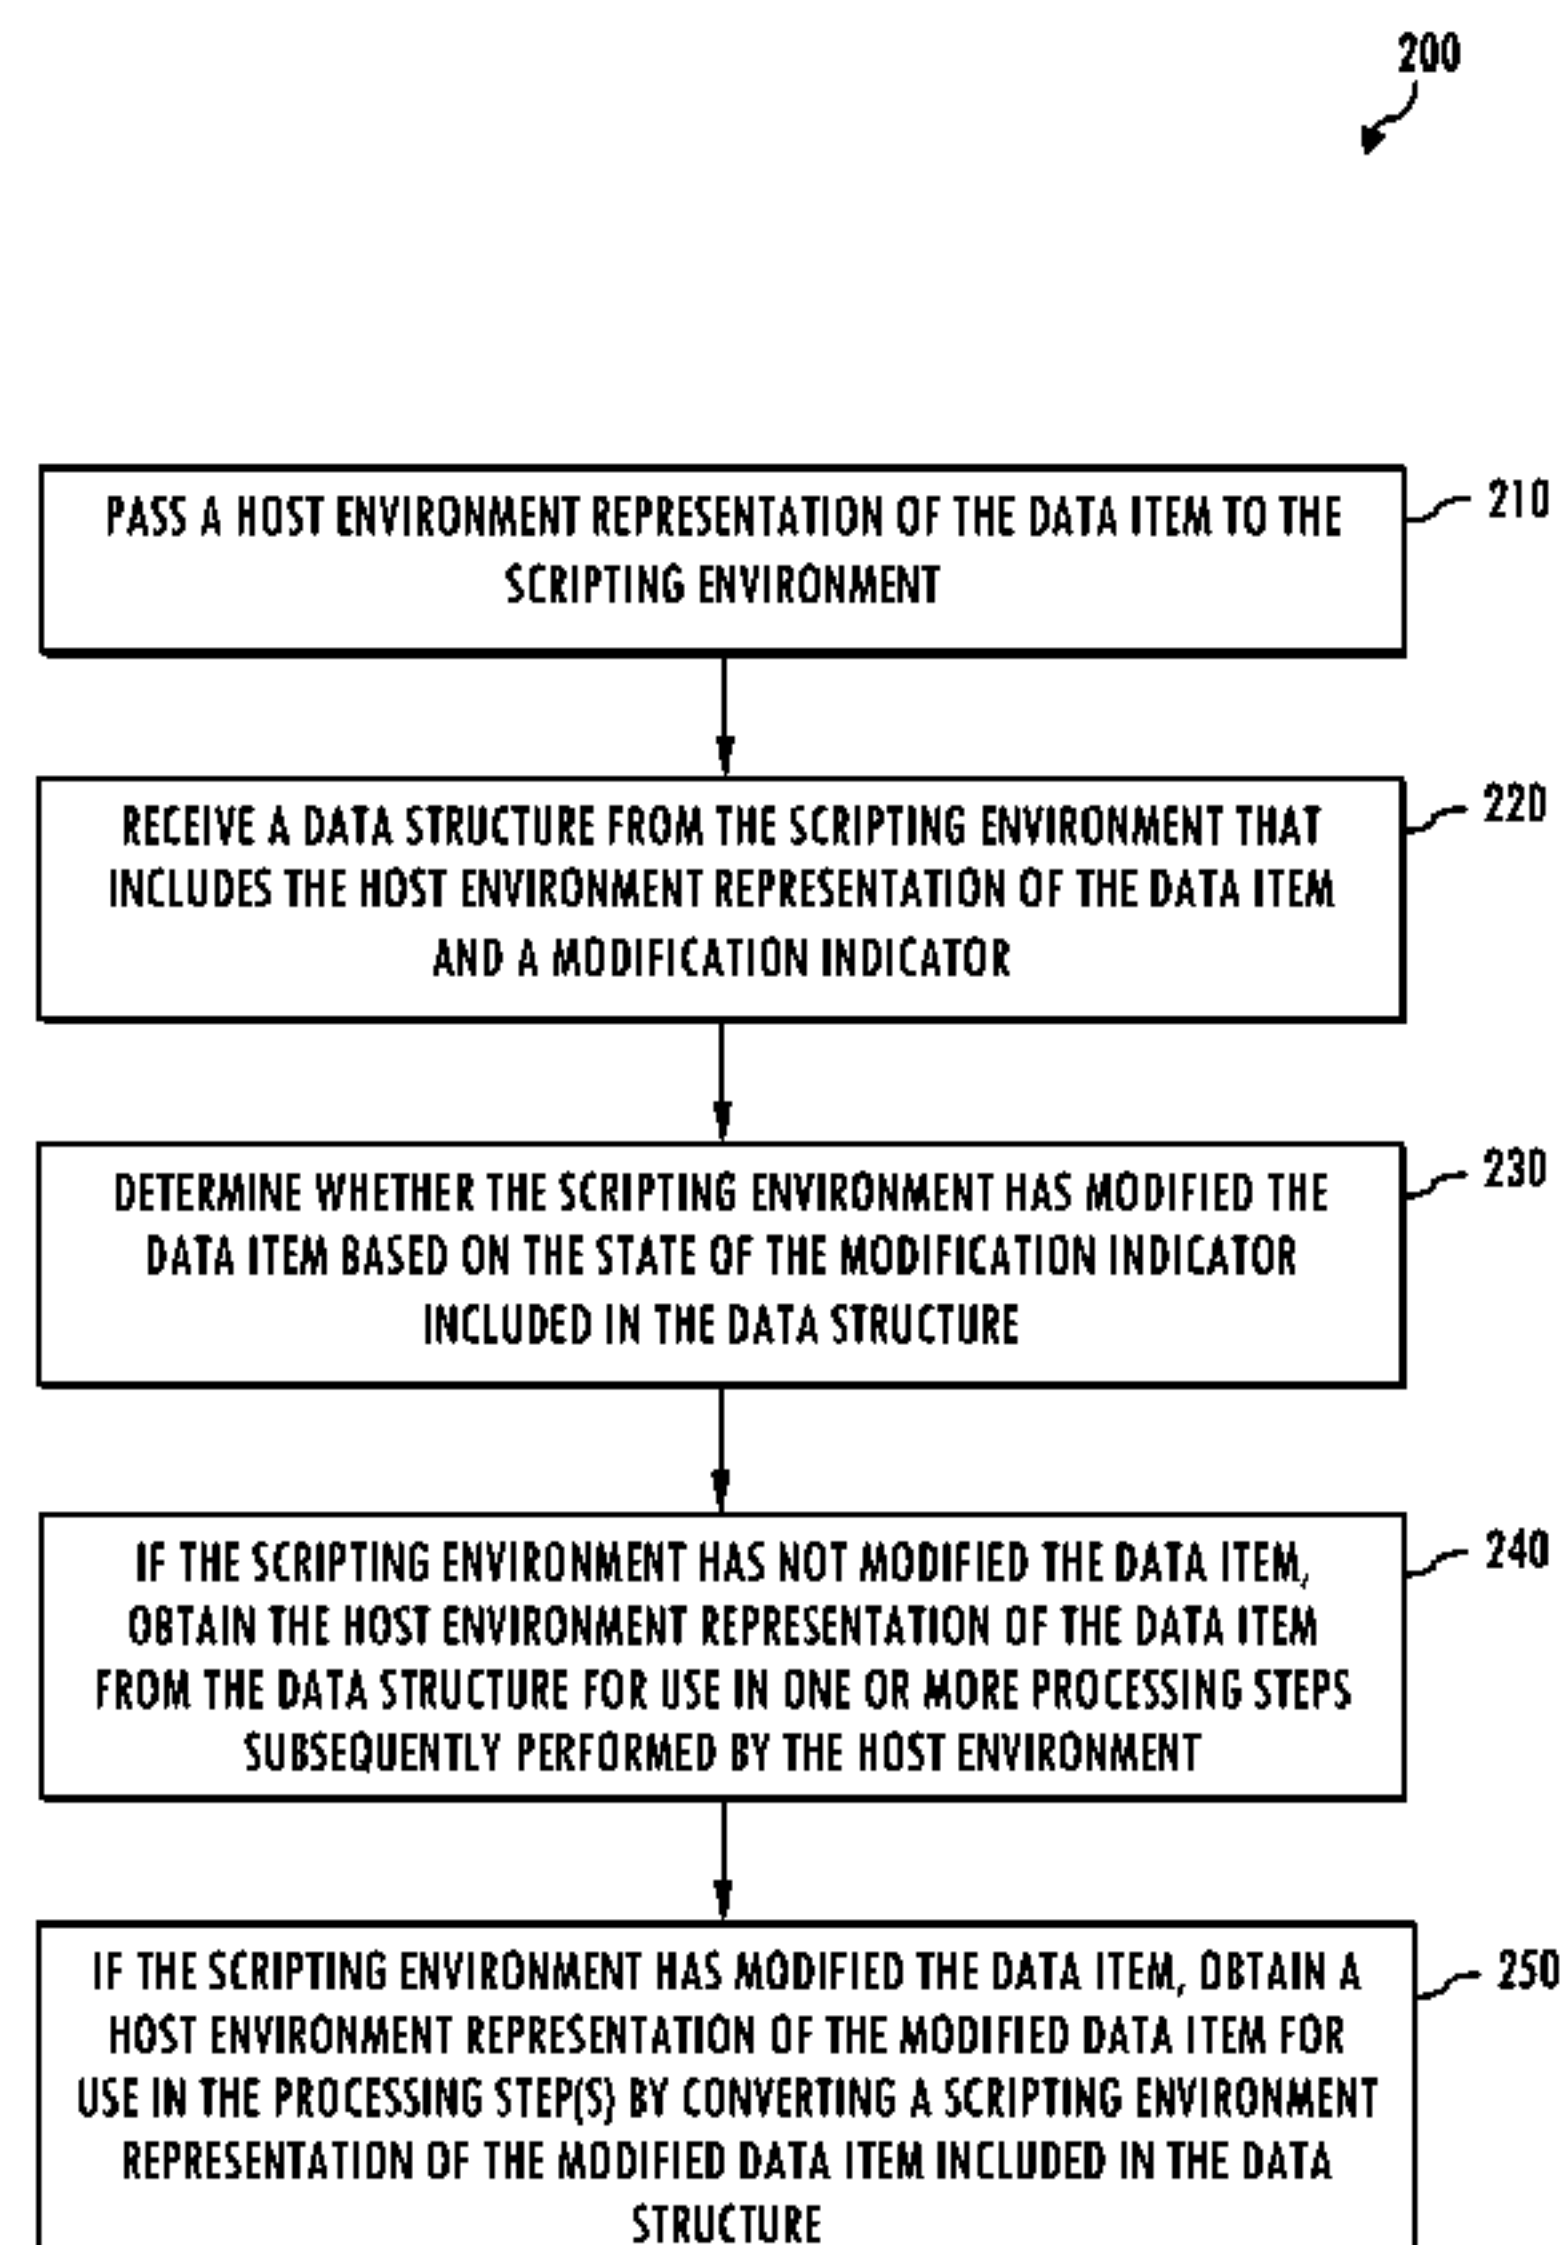 200
PASS A HOST ENVIRONMENT REPRESENTATION OF THE DATA ITEM TO THE
SCRIPTING ENVIRONMENT
210
RECEIVE A DATA STRUCTURE FROM THE SCRIPTING ENVIRONMENT THAT
INCLUDES THE HOST ENVIRONMENT REPRESENTATION OF THE DATA ITEM
AND A MODIFICATION INDICATOR
220
DETERMINE WHETHER THE SCRIPTING ENVIRONMENT HAS MODIFIED THE
DATA ITEM BASED ON THE STATE OF THE MODIFICATION INDICATOR
INCLUDED IN THE DATA STRUCTURE
230
IF THE SCRIPTING ENVIRONMENT HAS NOT MODIFIED THE DATA ITEM,
OBTAIN THE HOST ENVIRONMENT REPRESENTATION OF THE DATA ITEM
FROM THE DATA STRUCTURE FOR USE IN ONE OR MORE PROCESSING STEPS
SUBSEQUENTLY PERFORMED BY THE HOST ENVIRONMENT
240
IF THE SCRIPTING ENVIRONMENT HAS MODIFIED THE DATA ITEM, OBTAIN A
HOST ENVIRONMENT REPRESENTATION OF THE MODIFIED DATA ITEM FOR
USE IN THE PROCESSING STEP(S) BY CONVERTING A SCRIPTING ENVIRONMENT
REPRESENTATION OF THE MODIFIED DATA ITEM INCLUDED IN THE DATA
STRUCTURE
250